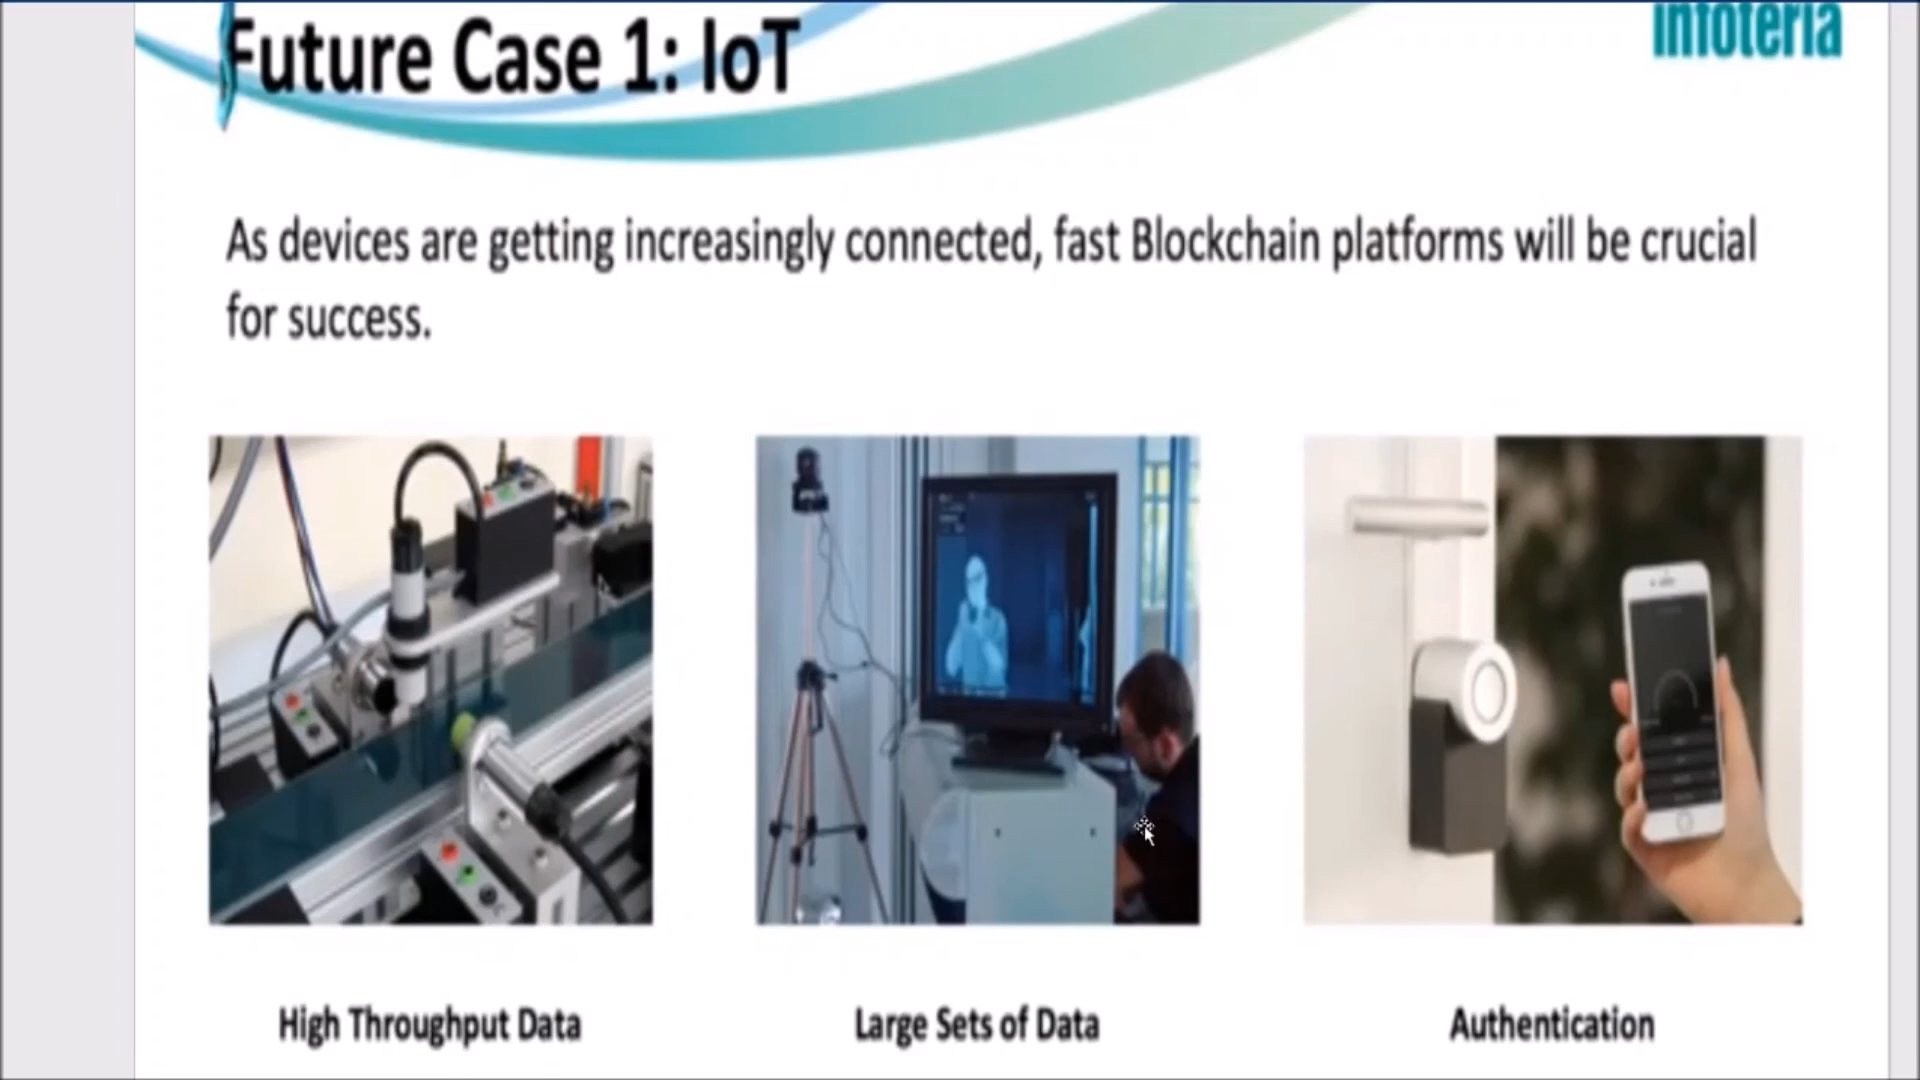 Future Case 1: IoT
infoteria
As devices are getting increasingly connected, fast Blockchain platforms will be crucial
for success.
High Throughput Data
Large Sets of Data
Authentication